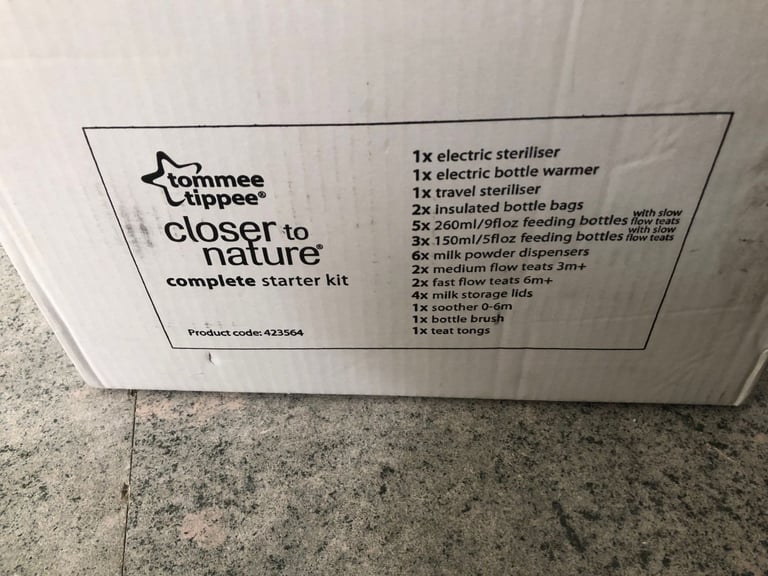 tommee
tippee®
closer to
nature®
complete starter kit
Product code: 423564
1x electric steriliser
1x electric bottle warmer
1x travel steriliser
2x insulated bottle bags
5x 260ml/9floz feeding bottles with slow flow teats
3x 150ml/5floz feeding bottles with slow flow teats
6x milk powder dispensers
2x medium flow teats 3m+
2x fast flow teats 6m+
4x milk storage lids
1x soother 0-6m
1x bottle brush
1x teat tongs